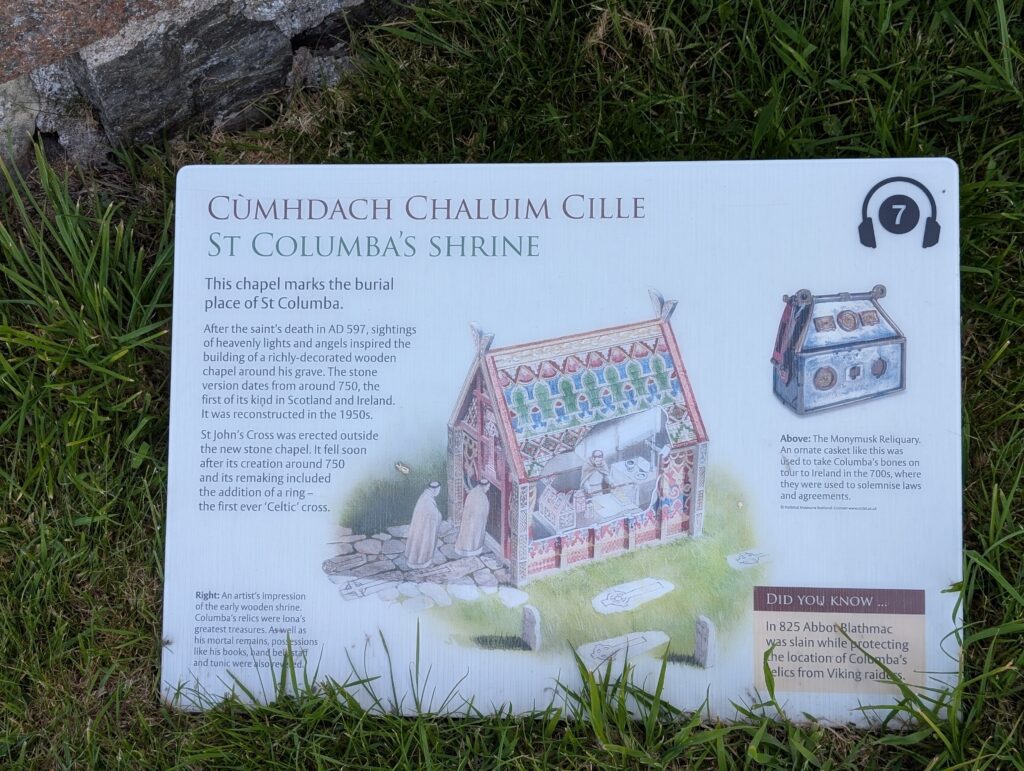 CÙMHDACH CHALUIM CILLE
ST COLUMBA'S SHRINE
7
This chapel marks the burial
place of St Columba.
After the saint's death in AD 597, sightings
of heavenly lights and angels inspired the
building of a richly-decorated wooden
chapel around his grave. The stone
version dates from around 750, the
first of its kind in Scotland and Ireland.
It was reconstructed in the 1950s.
St John's Cross was erected outside
the new stone chapel. It fell soon
after its creation around 750
and its remaking included
the addition of a ring –
the first ever 'Celtic' cross.
Right: An artist's impression
of the early wooden shrine.
Columba's relics were Iona's
greatest treasures. As well as
his mortal remains, possessions
like his books, hand bell, staff
and tunic were also revered.
Above: The Monymusk Reliquary.
An ornate casket like this was
used to take Columba's bones on
tour to Ireland in the 700s, where
they were used to solemnise laws
and agreements.
DID YOU KNOW ...
In 825 Abbot Blathmac
was slain while protecting
the location of Columba's
relics from Viking raiders.